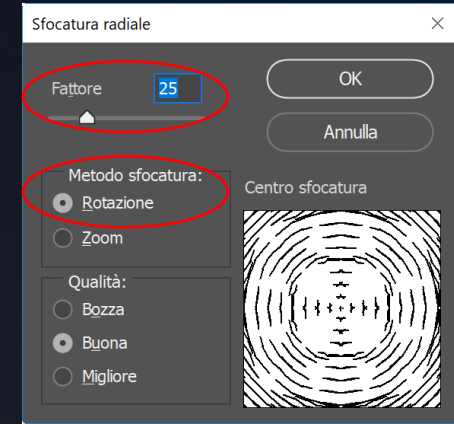 Sfocatura radiale
Fattore 25
OK
Annulla
Metodo sfocatura:
Rotazione
Zoom
Centro sfocatura
Qualità:
Bozza
Buona
Migliore